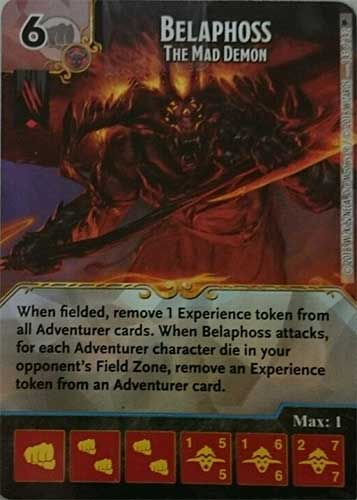 6
BELAPHOSS
THE MAD DEMON
When fielded, remove 1 Experience token from
all Adventurer cards. When Belaphoss attacks,
for each Adventurer character die in your
opponent's Field Zone, remove an Experience
token from an Adventurer card.
Max: 1
1 5 5
1 6 6
2 7 7